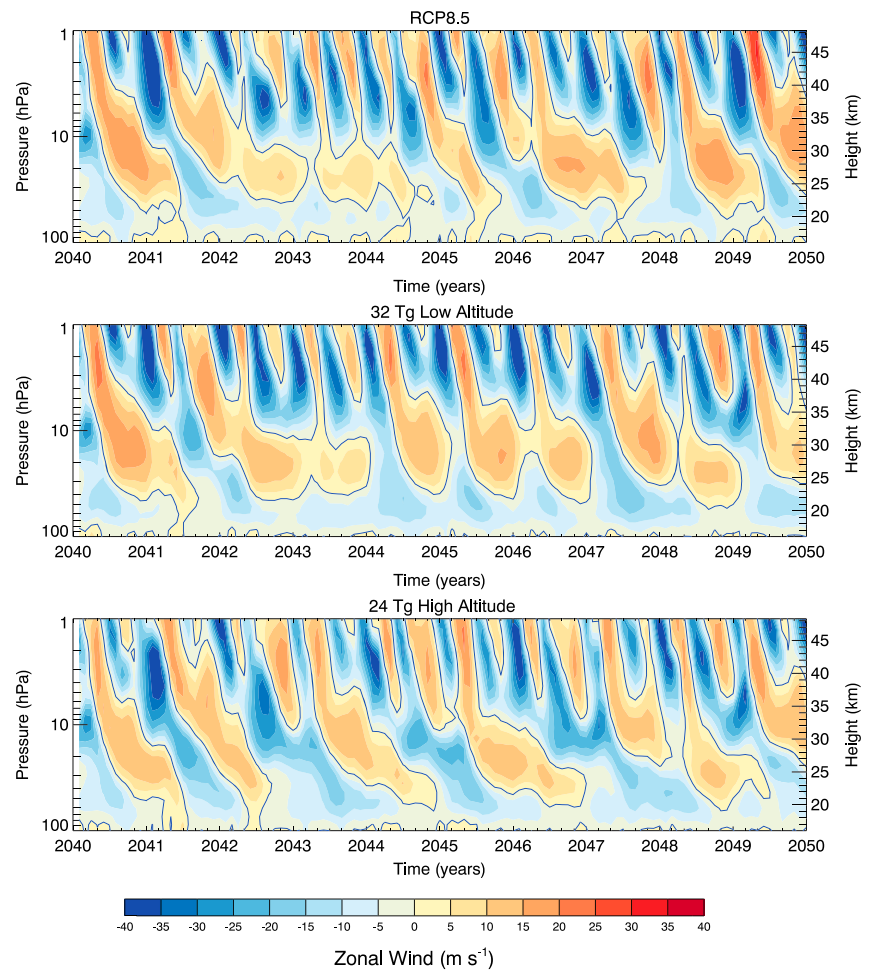 RCP8.5
1
10
100
Pressure (hPa)
45
40
35
30
25
20
Height (km)
2040 2041 2042 2043 2044 2045 2046 2047 2048 2049 2050
Time (years)
32 Tg Low Altitude
1
10
100
Pressure (hPa)
45
40
35
30
25
20
Height (km)
2040 2041 2042 2043 2044 2045 2046 2047 2048 2049 2050
Time (years)
24 Tg High Altitude
1
10
100
Pressure (hPa)
45
40
35
30
25
20
Height (km)
2040 2041 2042 2043 2044 2045 2046 2047 2048 2049 2050
Time (years)
-40 -35 -30 -25 -20 -15 -10 -5 0 5 10 15 20 25 30 35 40
Zonal Wind (m s⁻¹)